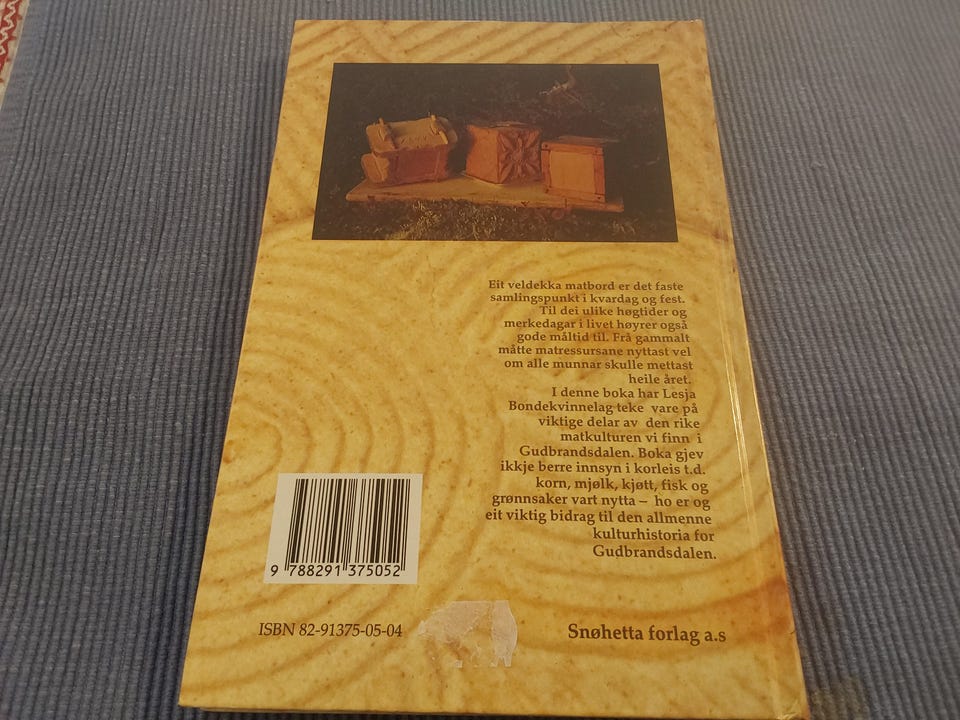 Eit veldekka matbord er det faste
samlingspunkt i kvardag og fest.
Til dei ulike høgtider og
merkedagar i livet høyrer også
gode måltid til. Frå gammalt
måtte matressursane nyttast vel
om alle munnar skulle mettast
heile året.
I denne boka har Lesja
Bondekvinnelag teke vare på
viktige delar av den rike
matkulturen vi finn i
Gudbrandsdalen. Boka gjev
ikkje berre innsyn i korleis t.d.
korn, mjølk, kjøtt, fisk og
grønnsaker vart nytta – ho er og
eit viktig bidrag til den allmenne
kulturhistoria for
Gudbrandsdalen.
9 788291 375052
ISBN 82-91375-05-04
Snøhetta forlag a.s